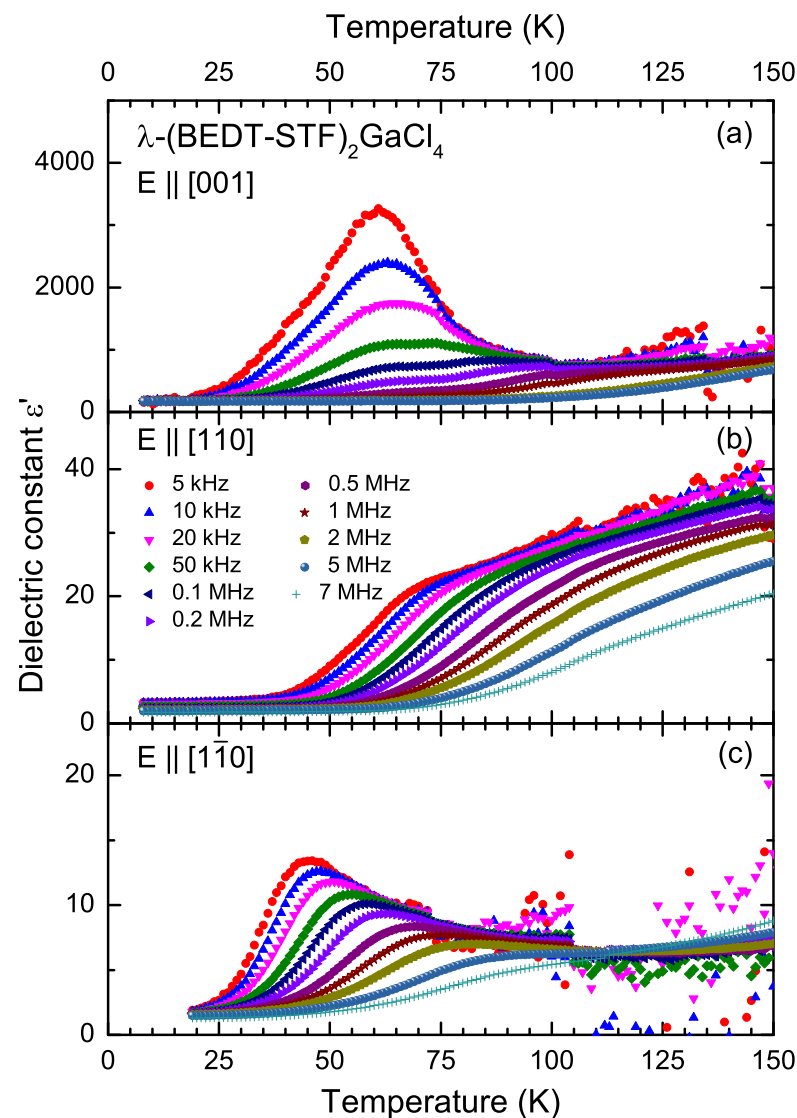 Temperature (K)
0 25 50 75 100 125 150
λ-(BEDT-STF)₂GaCl₄
(a)
E || [001]
4000
2000
0
E || [110]
(b)
40
20
0
5 kHz
10 kHz
20 kHz
50 kHz
0.1 MHz
0.2 MHz
0.5 MHz
1 MHz
2 MHz
5 MHz
7 MHz
Dielectric constant ε'
E || [11̄0]
(c)
20
10
0
0 25 50 75 100 125 150
Temperature (K)